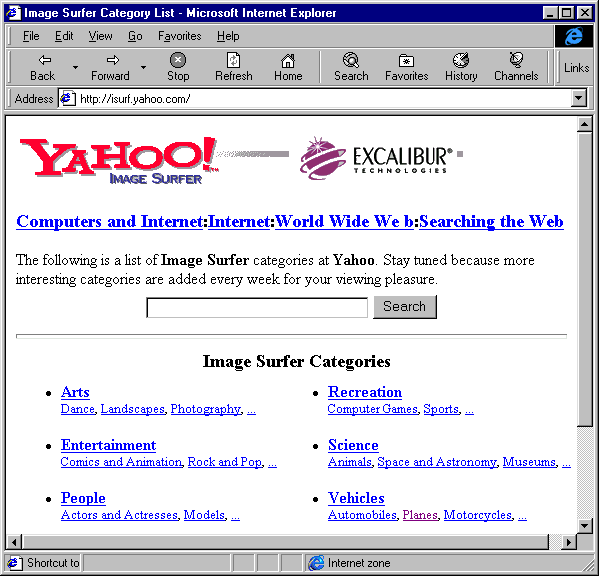 Image Surfer Category List - Microsoft Internet Explorer
File Edit View Go Favorites Help
Back Forward Stop Refresh Home Search Favorites History Channels Links
Address http://isurf.yahoo.com/
YAHOO! EXCALIBUR®
IMAGE SURFER TECHNOLOGIES
Computers and Internet:Internet:World Wide We b:Searching the Web
The following is a list of Image Surfer categories at Yahoo. Stay tuned because more
interesting categories are added every week for your viewing pleasure.
Search
Image Surfer Categories
• Arts
Dance, Landscapes, Photography, ...
• Recreation
Computer Games, Sports, ...
• Entertainment
Comics and Animation, Rock and Pop, ...
• Science
Animals, Space and Astronomy, Museums, ...
• People
Actors and Actresses, Models, ...
• Vehicles
Automobiles, Planes, Motorcycles, ...
Shortcut to Internet zone